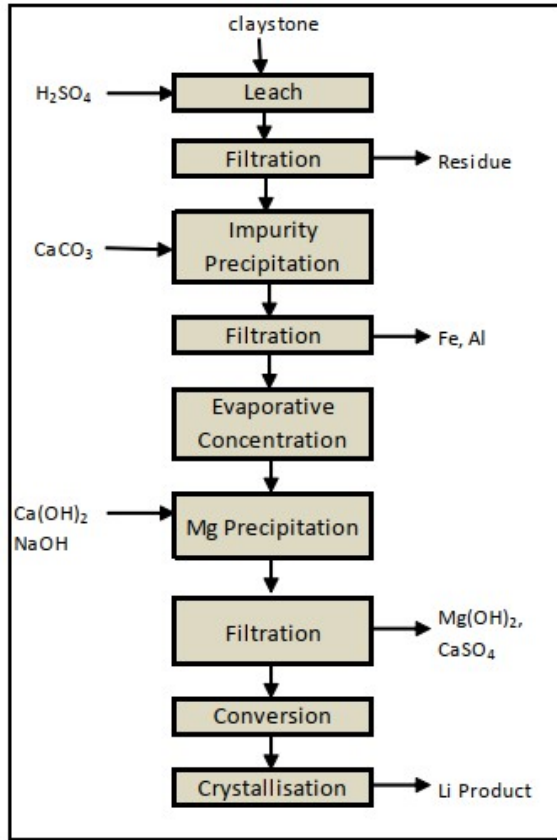 claystone
H₂SO₄
Leach
Filtration
Residue
CaCO₃
Impurity
Precipitation
Filtration
Fe, Al
Evaporative
Concentration
Ca(OH)₂
NaOH
Mg Precipitation
Filtration
Mg(OH)₂,
CaSO₄
Conversion
Crystallisation
Li Product